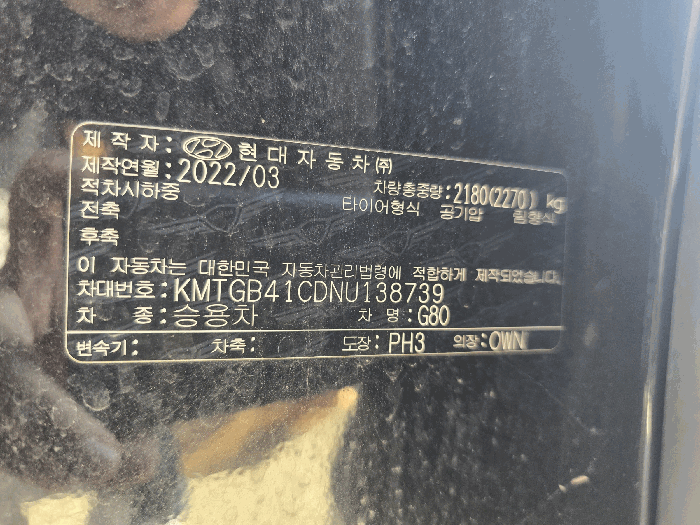 제 작 자 : 현대자동차㈜
제작연월 : 2022/03
적차시하중 차량총중량 : 2180(2270) kg
전축 타이어형식 공기압 림형식
후축
이 자동차는 대한민국 자동차관리법령에 적합하게 제작되었습니다.
차대번호 : KMTGB41CDNU138739
차 종 : 승용차 차 명 : G80
변속기 : 차축 : 도장 : PH3 의장 : OWN